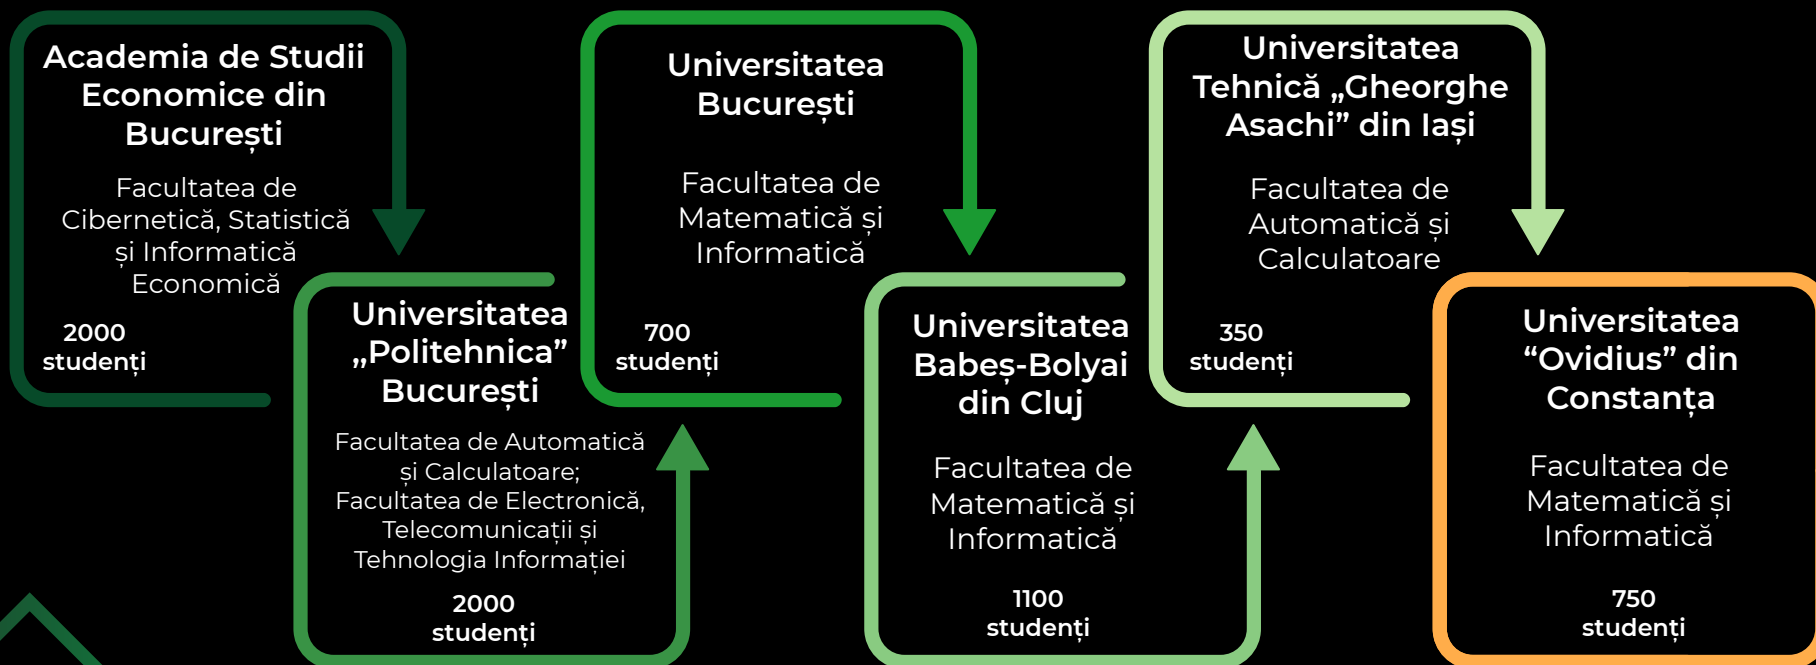 Academia de Studii
Economice din
București
Facultatea de
Cibernetică, Statistică
și Informatică
Economică
2000
studenți
Universitatea
„Politehnica”
București
Facultatea de Automatică
și Calculatoare;
Facultatea de Electronică,
Telecomunicații și
Tehnologia Informației
2000
studenți
Universitatea
București
Facultatea de
Matematică și
Informatică
700
studenți
Universitatea
Babeș-Bolyai
din Cluj
Facultatea de
Matematică și
Informatică
1100
studenți
Universitatea
Tehnică „Gheorghe
Asachi” din Iași
Facultatea de
Automatică și
Calculatoare
350
studenți
Universitatea
“Ovidius” din
Constanța
Facultatea de
Matematică și
Informatică
750
studenți